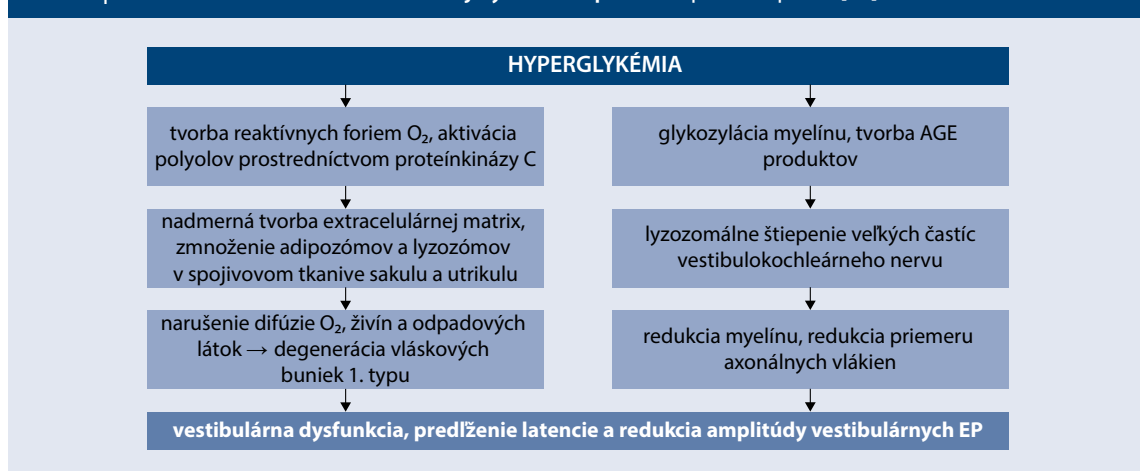 HYPERGLYKÉMIA
tvorba reaktívnych foriem O₂, aktivácia
polyolov prostredníctvom proteínkinázy C
nadmerná tvorba extracelulárnej matrix,
zmnoženie adipozómov a lyzozómov
v spojivovom tkanive sakulu a utrikulu
narušenie difúzie O₂, živín a odpadových
látok → degenerácia vláskových
buniek 1. typu
glykozylácia myelínu, tvorba AGE
produktov
lyzozomálne štiepenie veľkých častíc
vestibulokochleárneho nervu
redukcia myelínu, redukcia priemeru
axonálnych vlákien
vestibulárna dysfunkcia, predĺženie latencie a redukcia amplitúdy vestibulárnych EP